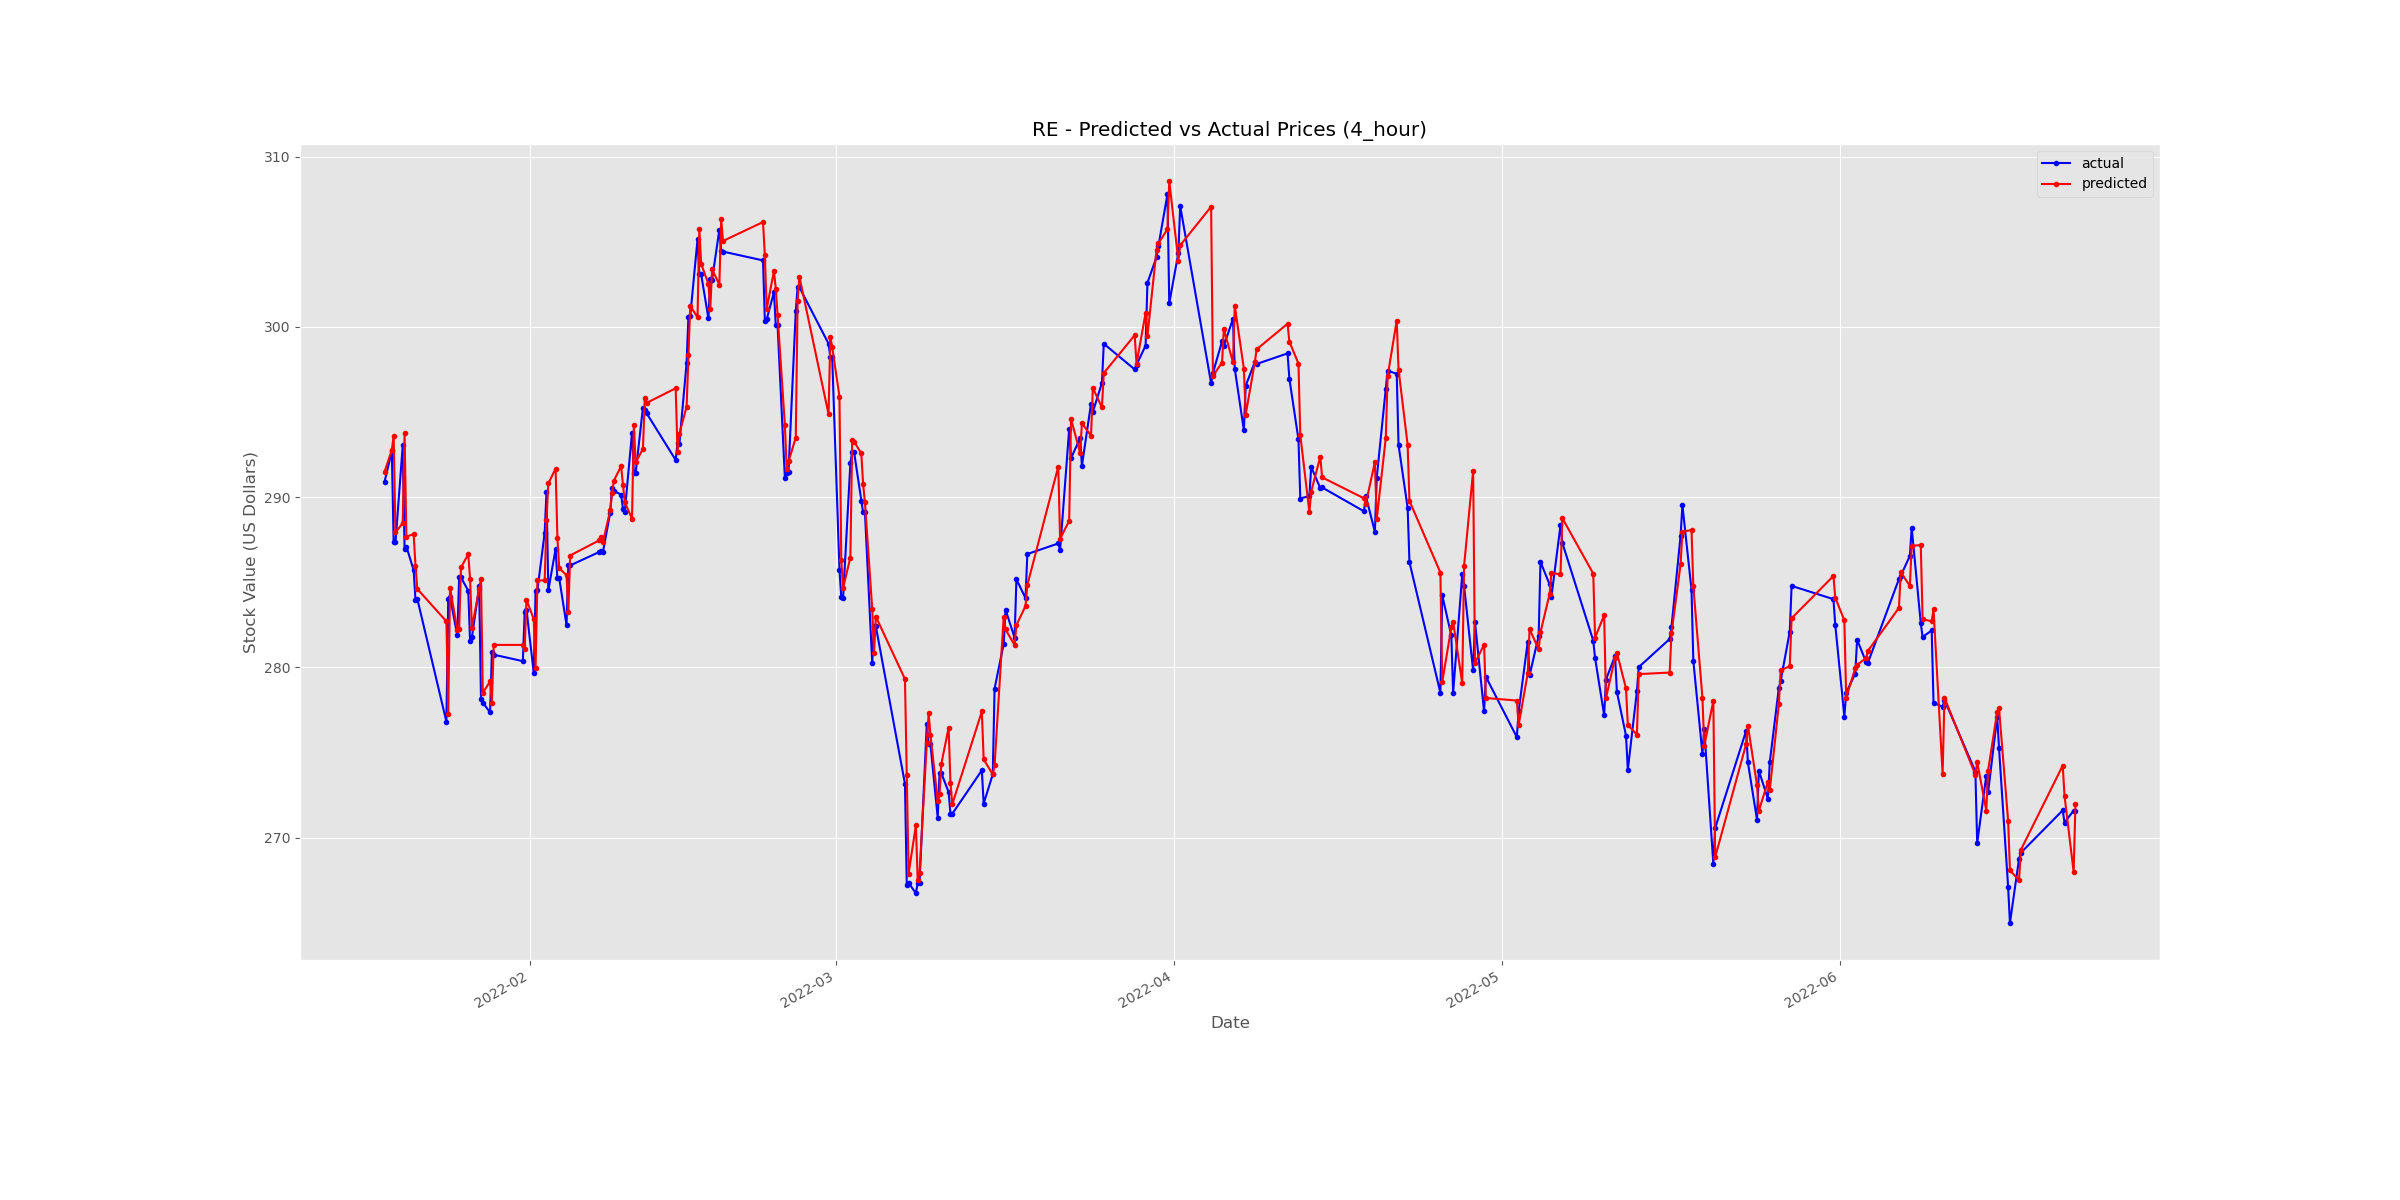 RE - Predicted vs Actual Prices (4_hour)
actual
predicted
310
300
290
280
270
Stock Value (US Dollars)
2022-02
2022-03
2022-04
2022-05
2022-06
Date